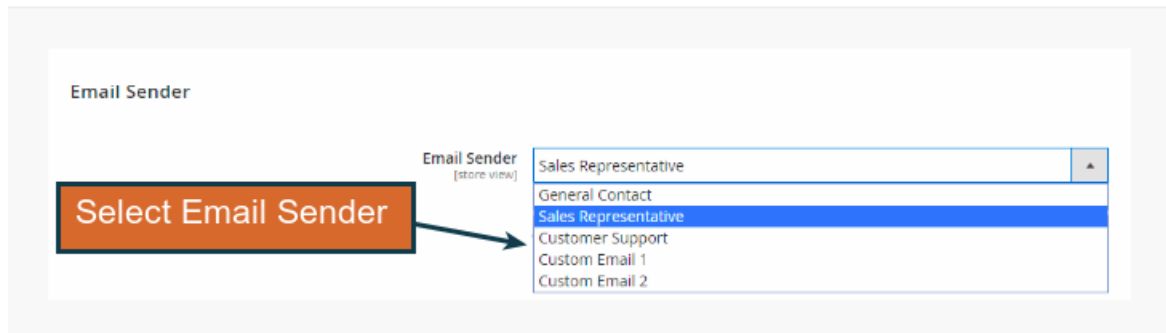 Email Sender
Email Sender
[store view]
Sales Representative
Select Email Sender
General Contact
Sales Representative
Customer Support
Custom Email 1
Custom Email 2